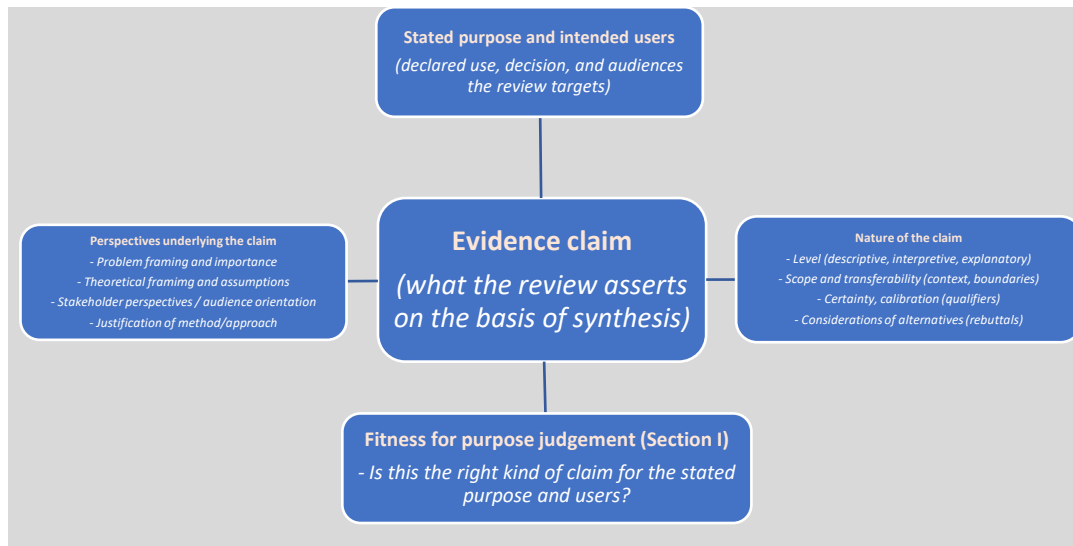 Stated purpose and intended users
(declared use, decision, and audiences
the review targets)
Perspectives underlying the claim
- Problem framing and importance
- Theoretical framing and assumptions
- Stakeholder perspectives / audience orientation
- Justification of method/approach
Evidence claim
(what the review asserts
on the basis of synthesis)
Nature of the claim
- Level (descriptive, interpretive, explanatory)
- Scope and transferability (context, boundaries)
- Certainty, calibration (qualifiers)
- Considerations of alternatives (rebuttals)
Fitness for purpose judgement (Section I)
- Is this the right kind of claim for the stated
purpose and users?